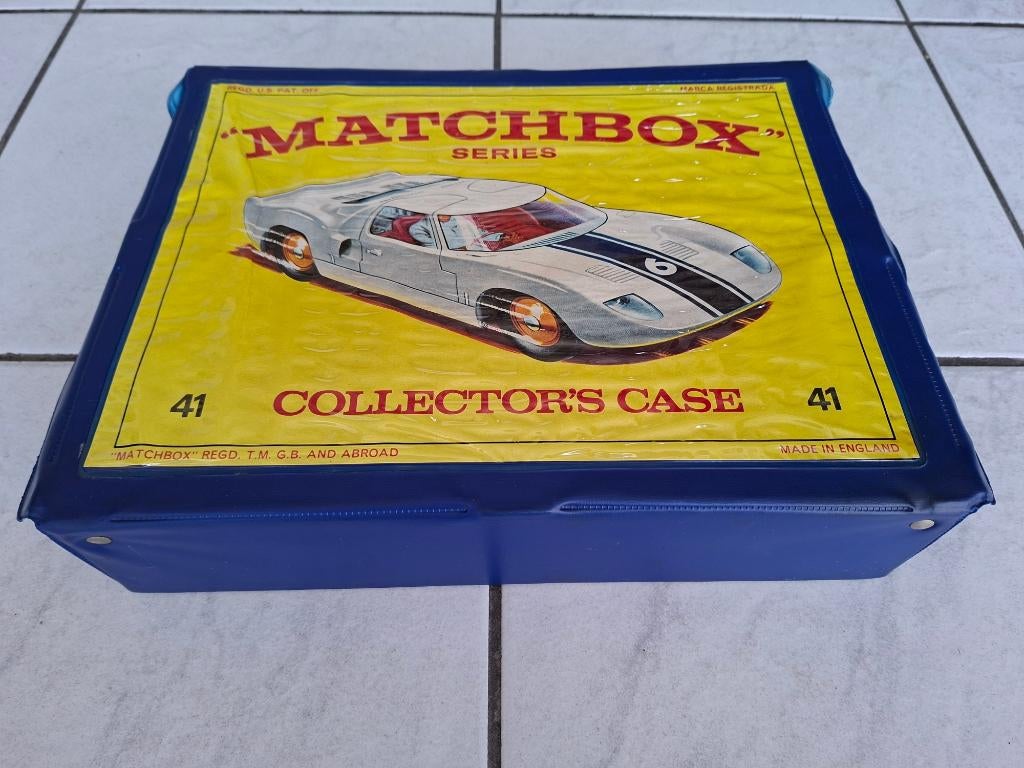 REGD. U.S. PAT. OFF.
MARCA REGISTRADA
"MATCHBOX"
SERIES
6
41
COLLECTOR'S CASE
41
"MATCHBOX" REGD. T.M. G.B. AND ABROAD
MADE IN ENGLAND